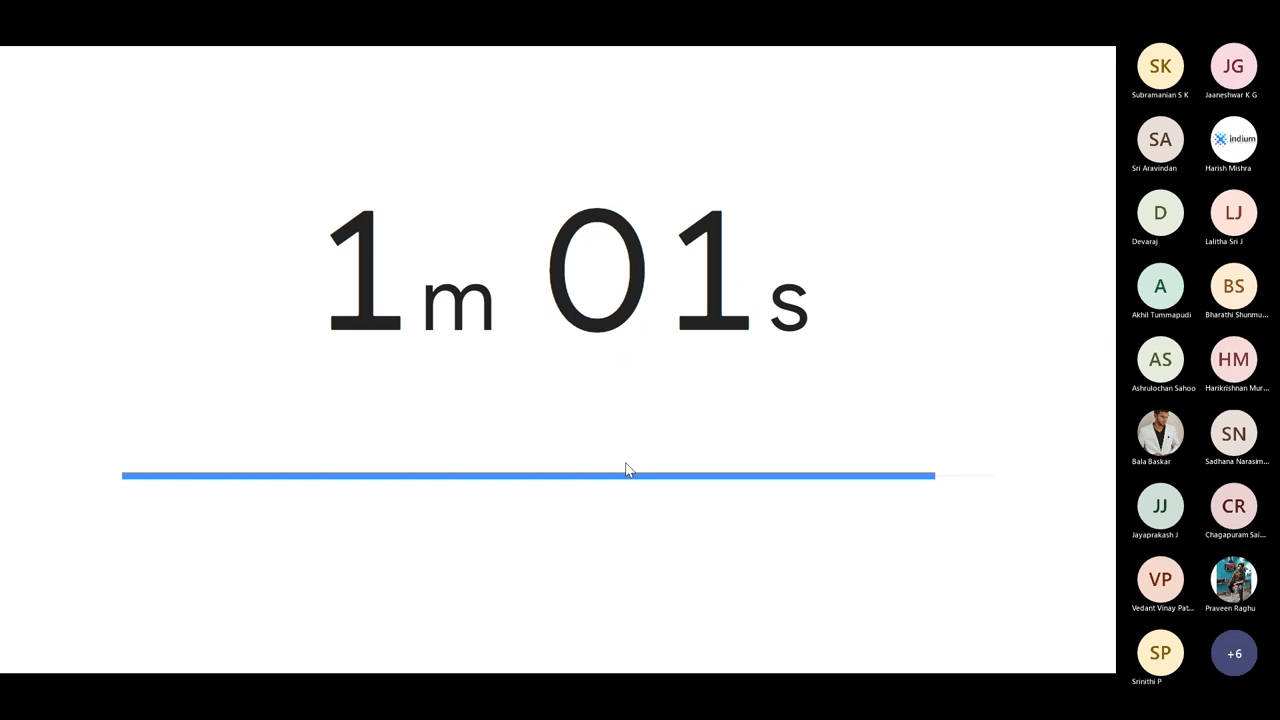 1m 01s
SK
JG
Subramanian S K
Jaaneshwar K G
SA
indium
Sri Aravindan
Harish Mishra
D
LJ
Devaraj
Lalitha Sri J
A
BS
Akhil Tummapudi
Bharathi Shunmu...
AS
HM
Ashrulochan Sahoo
Harikrishnan Mur...
SN
Bala Baskar
Sadhana Narasim...
JJ
CR
Jayaprakash J
Chagapuram Sai...
VP
Vedant Vinay Pat...
Praveen Raghu
SP
+6
Srinithi P